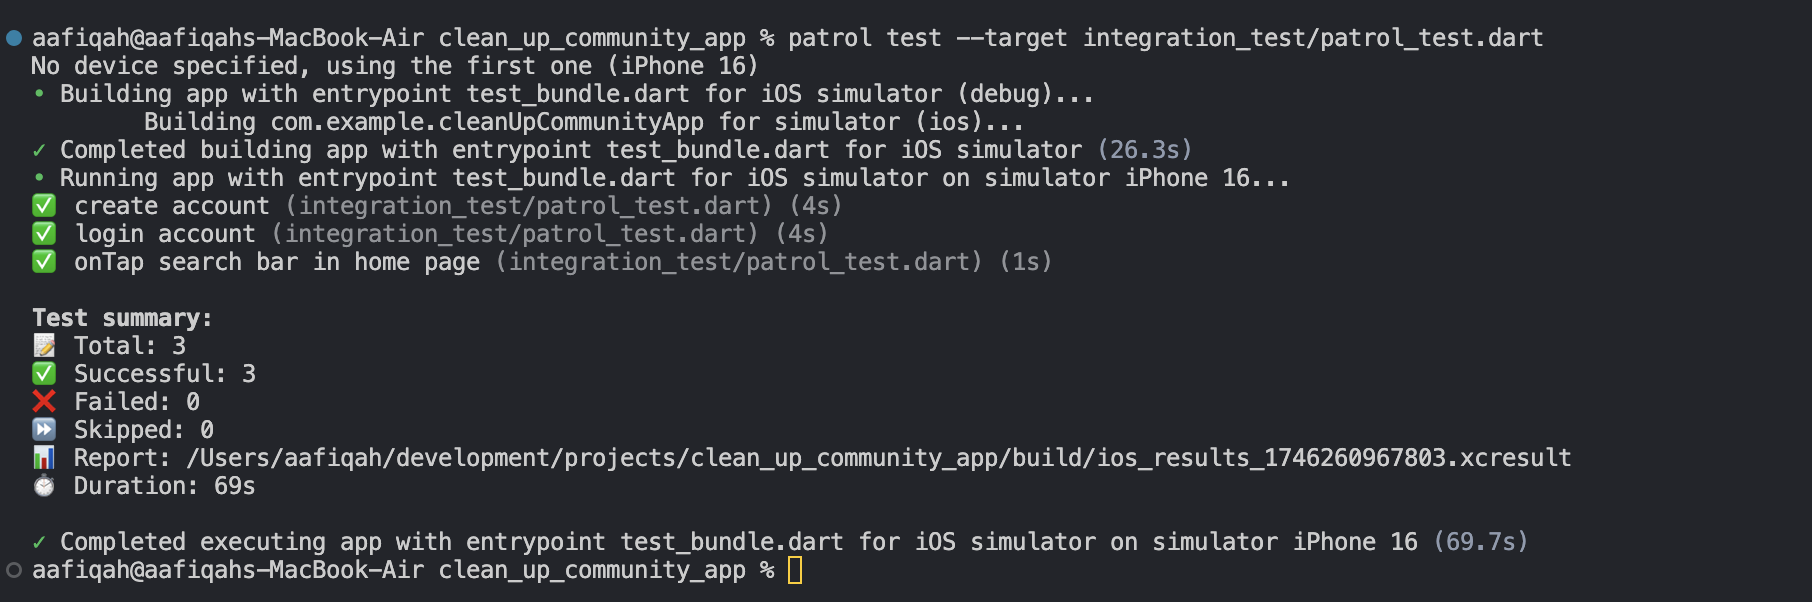 aafiqah@aafiqahs-MacBook-Air clean_up_community_app % patrol test --target integration_test/patrol_test.dart
No device specified, using the first one (iPhone 16)
• Building app with entrypoint test_bundle.dart for iOS simulator (debug)...
Building com.example.cleanUpCommunityApp for simulator (ios)...
✓ Completed building app with entrypoint test_bundle.dart for iOS simulator (26.3s)
• Running app with entrypoint test_bundle.dart for iOS simulator on simulator iPhone 16...
✅ create account (integration_test/patrol_test.dart) (4s)
✅ login account (integration_test/patrol_test.dart) (4s)
✅ onTap search bar in home page (integration_test/patrol_test.dart) (1s)
Test summary:
📝 Total: 3
✅ Successful: 3
❌ Failed: 0
⏩ Skipped: 0
📊 Report: /Users/aafiqah/development/projects/clean_up_community_app/build/ios_results_1746260967803.xcresult
⏱️ Duration: 69s
✓ Completed executing app with entrypoint test_bundle.dart for iOS simulator on simulator iPhone 16 (69.7s)
aafiqah@aafiqahs-MacBook-Air clean_up_community_app %